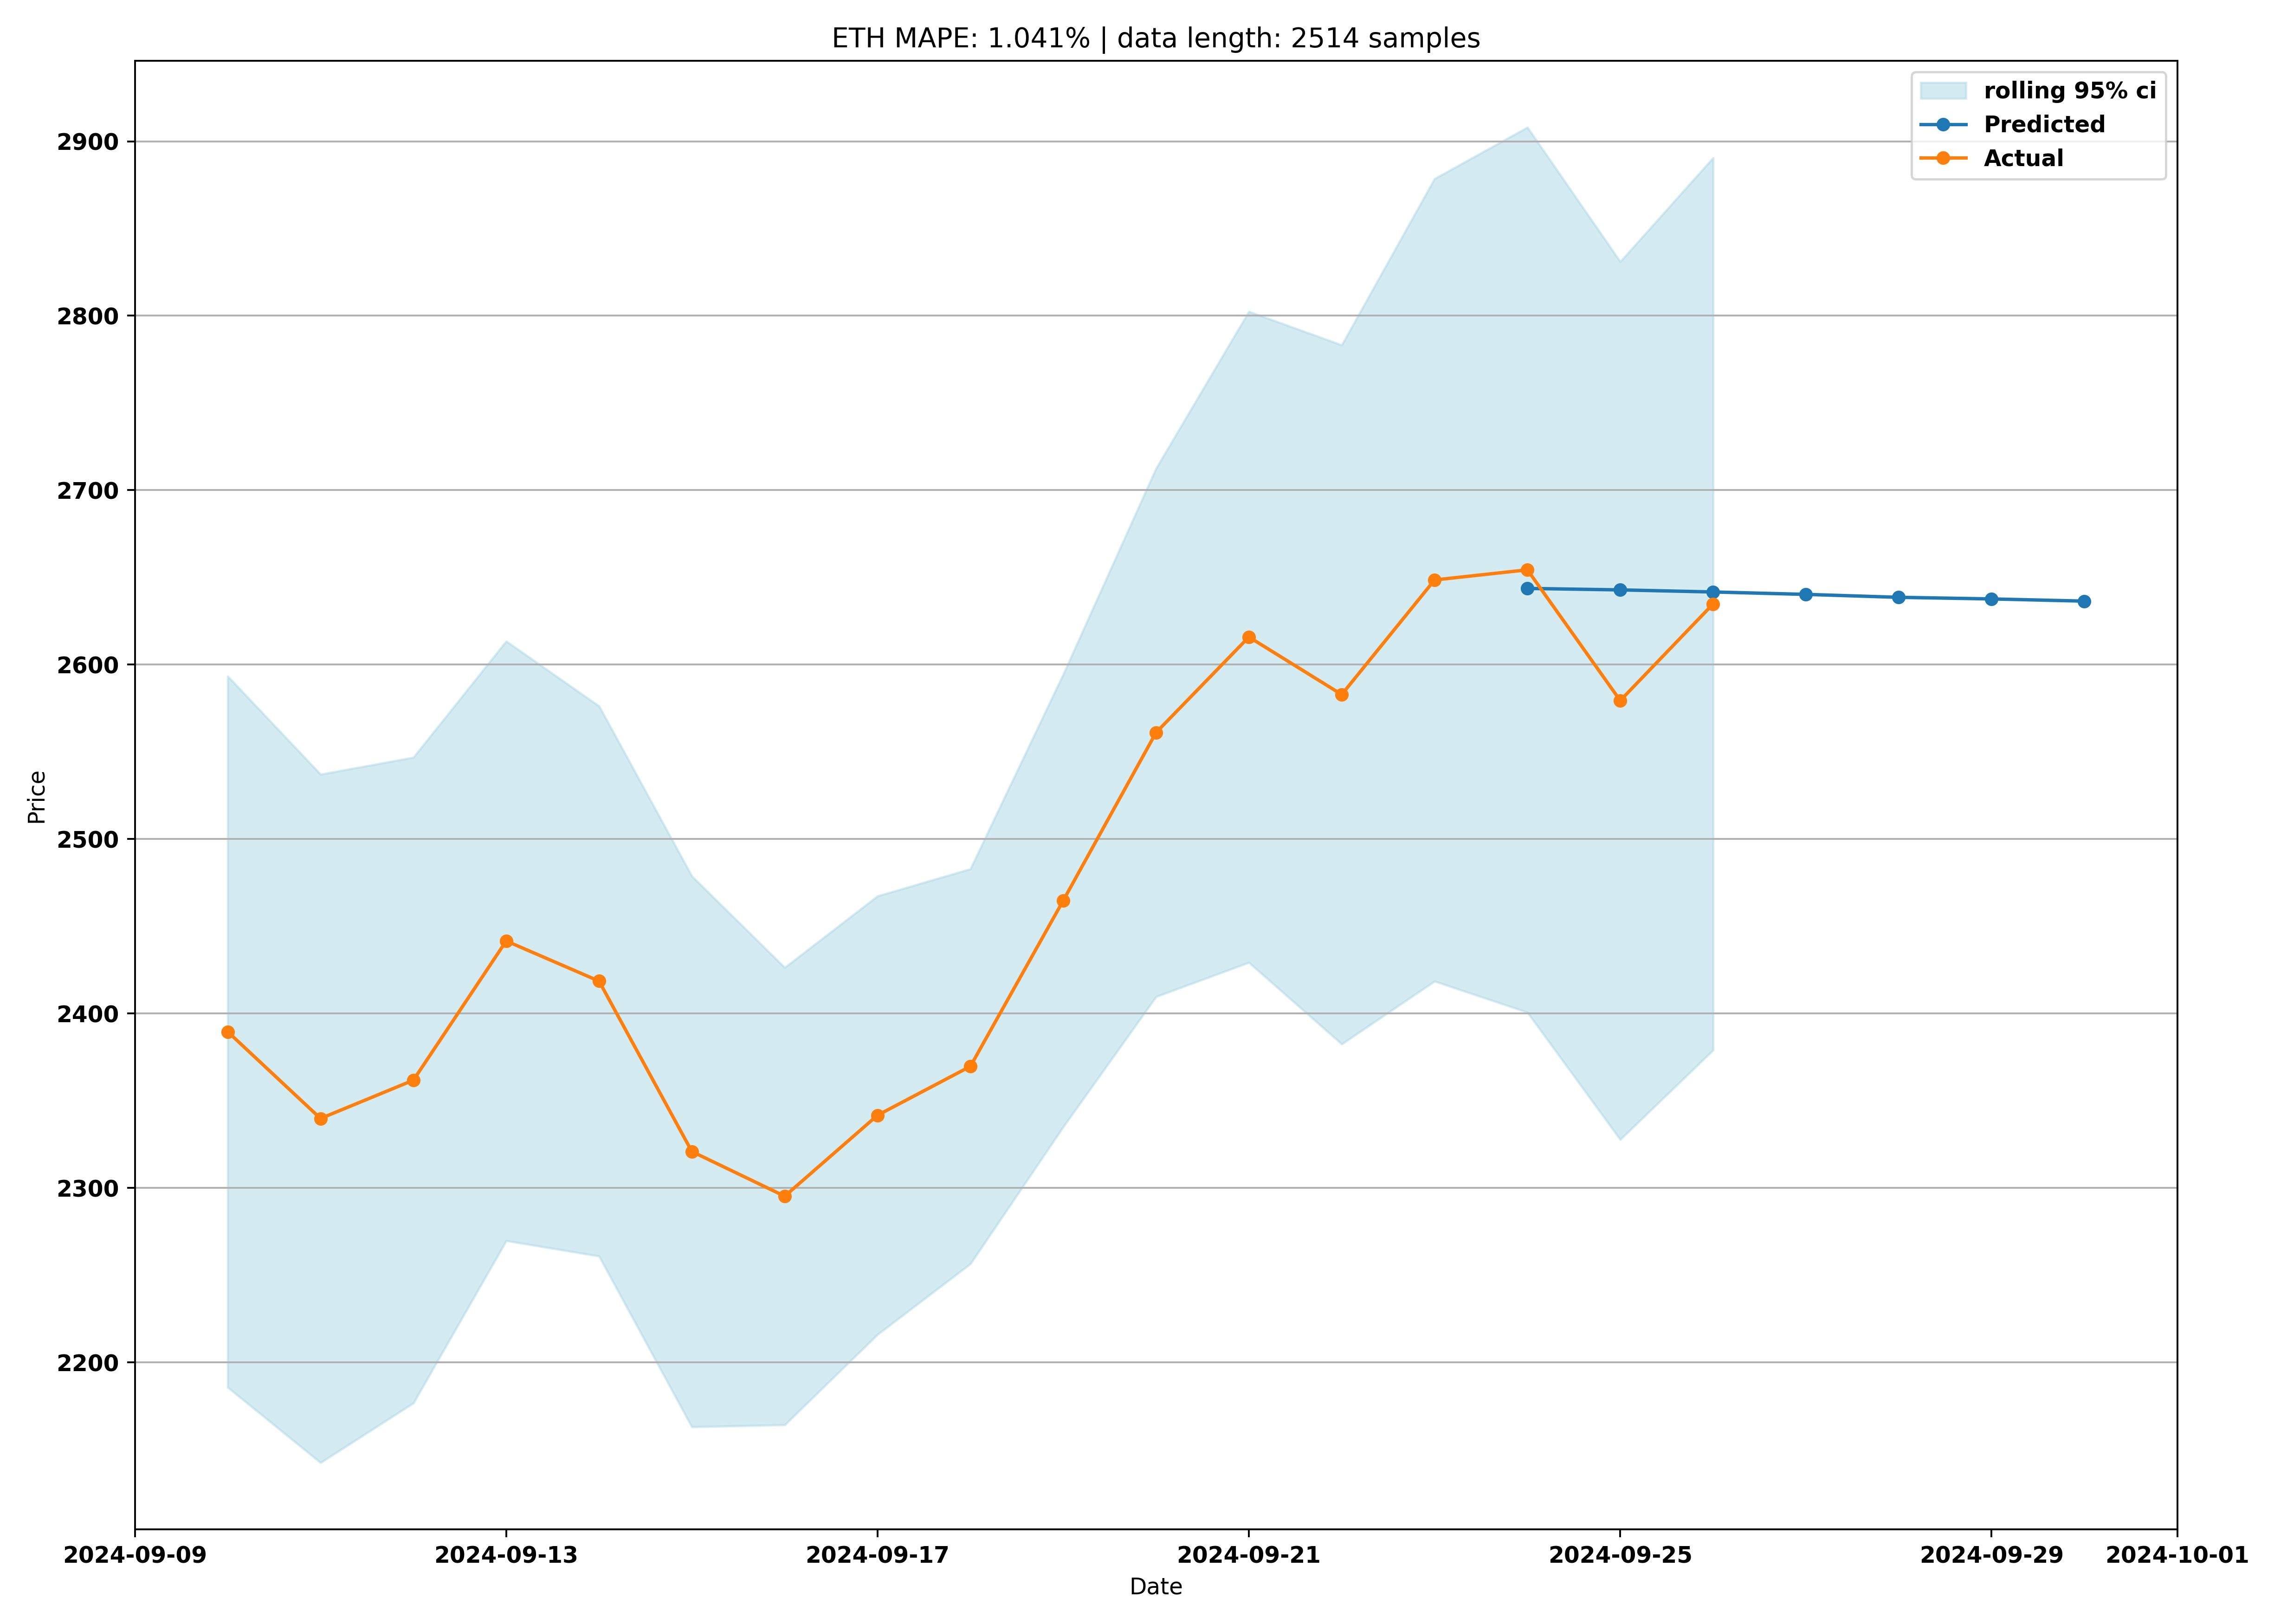 ETH MAPE: 1.041% | data length: 2514 samples
rolling 95% ci
Predicted
Actual
2900
2800
2700
2600
2500
2400
2300
2200
Price
2024-09-09 2024-09-13 2024-09-17 2024-09-21 2024-09-25 2024-09-29 2024-10-01
Date